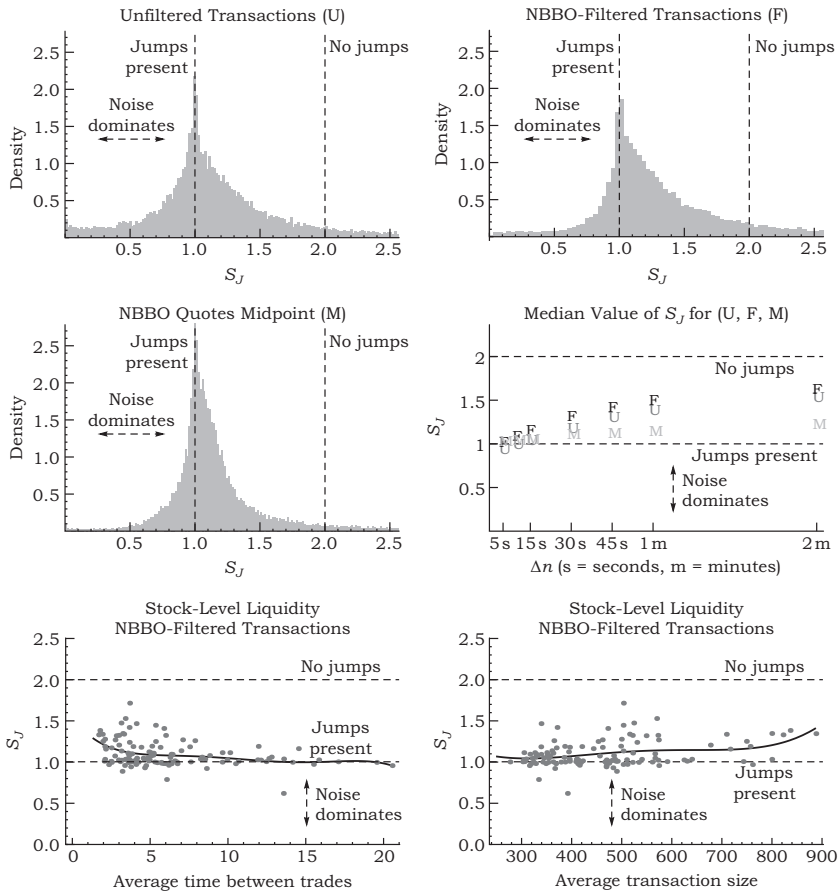 Unfiltered Transactions (U)
Density
2.5
2.0
1.5
1.0
0.5
Jumps
present
No jumps
Noise
dominates
0.5 1.0 1.5 2.0 2.5
S_J
NBBO-Filtered Transactions (F)
Density
2.5
2.0
1.5
1.0
0.5
Jumps
present
No jumps
Noise
dominates
0.5 1.0 1.5 2.0 2.5
S_J
NBBO Quotes Midpoint (M)
Density
2.5
2.0
1.5
1.0
0.5
Jumps
present
No jumps
Noise
dominates
0.5 1.0 1.5 2.0 2.5
S_J
Median Value of S_J for (U, F, M)
S_J
2
1.5
1
0.5
No jumps
F F F F F F F
U U U U U U U
M M M M M M M
Jumps present
Noise
dominates
5 s 15 s 30 s 45 s 1 m 2 m
Δn (s = seconds, m = minutes)
Stock-Level Liquidity
NBBO-Filtered Transactions
S_J
2.5
2.0
1.5
1.0
0.5
0.0
No jumps
Jumps
present
Noise
dominates
0 5 10 15 20
Average time between trades
Stock-Level Liquidity
NBBO-Filtered Transactions
S_J
2.5
2.0
1.5
1.0
0.5
0.0
No jumps
Jumps
present
Noise
dominates
300 400 500 600 700 800 900
Average transaction size